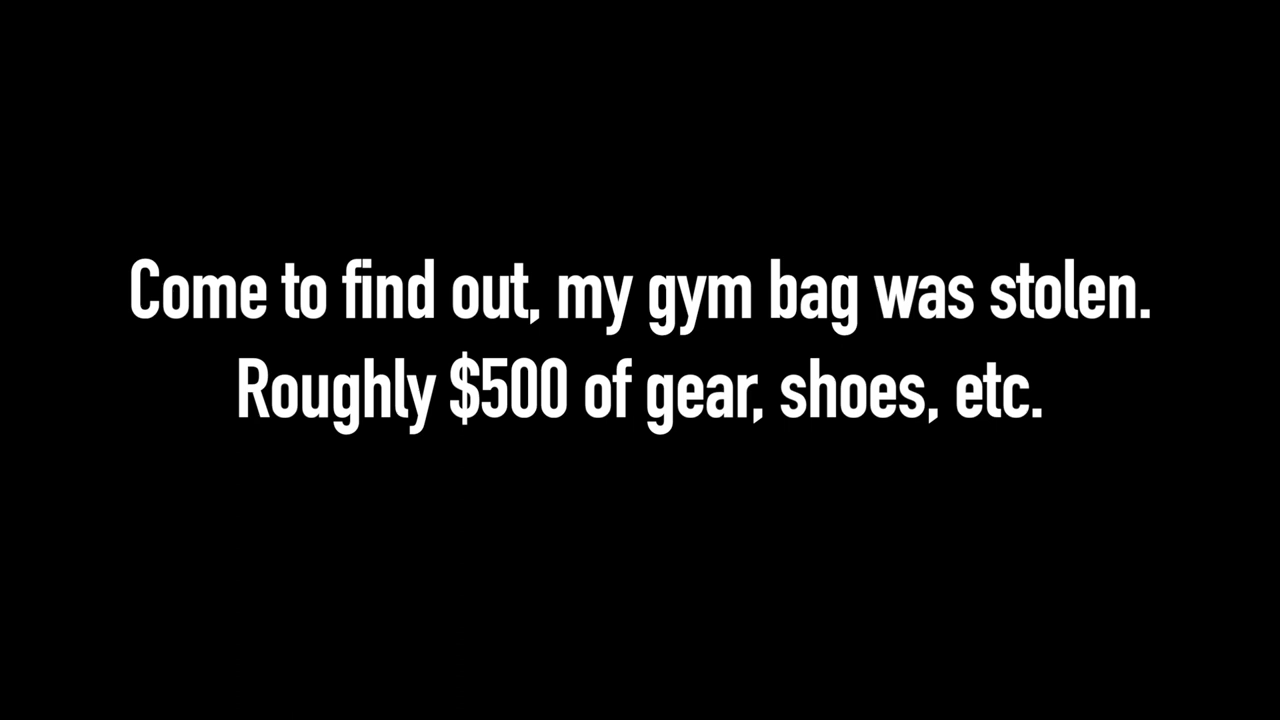 Come to find out, my gym bag was stolen.
Roughly $500 of gear, shoes, etc.